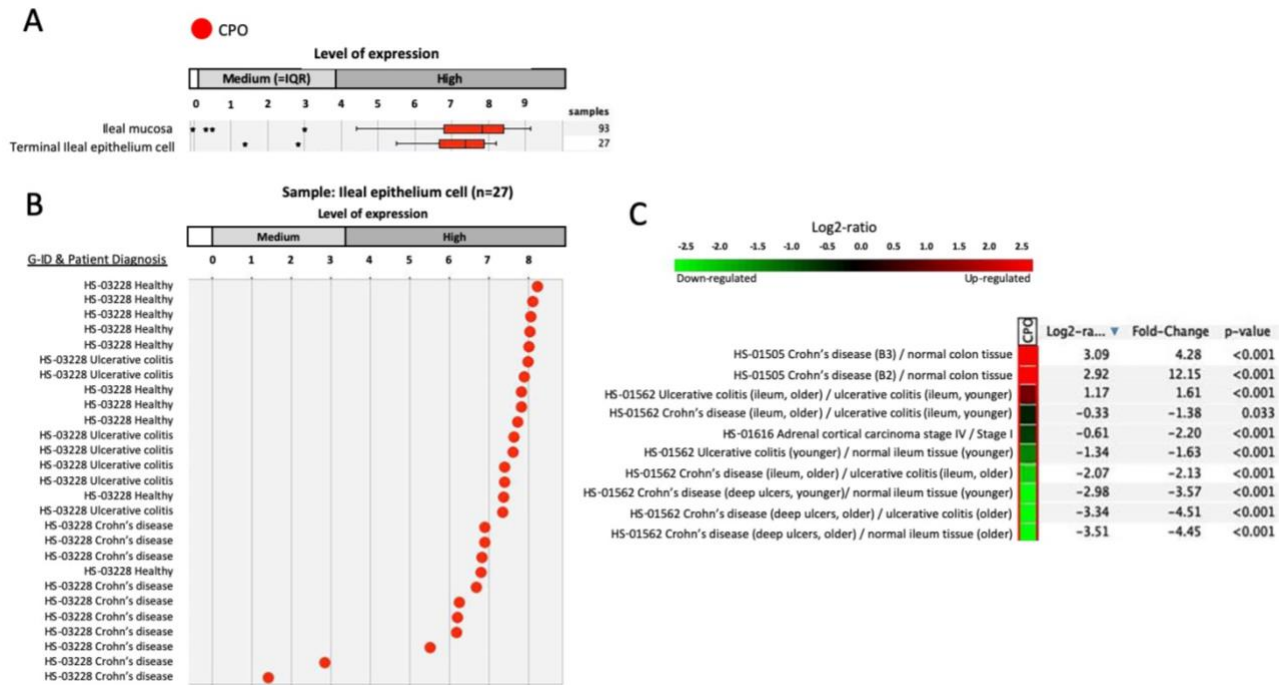 A
CPO
Level of expression
Medium (=IQR) High
0 1 2 3 4 5 6 7 8 9
samples
Ileal mucosa 93
Terminal Ileal epithelium cell 27
B
Sample: Ileal epithelium cell (n=27)
Level of expression
Medium High
G-ID & Patient Diagnosis 0 1 2 3 4 5 6 7 8
HS-03228 Healthy
HS-03228 Healthy
HS-03228 Healthy
HS-03228 Healthy
HS-03228 Healthy
HS-03228 Ulcerative colitis
HS-03228 Ulcerative colitis
HS-03228 Healthy
HS-03228 Healthy
HS-03228 Healthy
HS-03228 Ulcerative colitis
HS-03228 Ulcerative colitis
HS-03228 Ulcerative colitis
HS-03228 Ulcerative colitis
HS-03228 Healthy
HS-03228 Ulcerative colitis
HS-03228 Crohn's disease
HS-03228 Crohn's disease
HS-03228 Crohn's disease
HS-03228 Healthy
HS-03228 Crohn's disease
HS-03228 Crohn's disease
HS-03228 Crohn's disease
HS-03228 Crohn's disease
HS-03228 Crohn's disease
HS-03228 Crohn's disease
HS-03228 Crohn's disease
C
Log2-ratio
-2.5 -2.0 -1.5 -1.0 -0.5 0.0 0.5 1.0 1.5 2.0 2.5
Down-regulated Up-regulated
CPO Log2-ra... ▼ Fold-Change p-value
HS-01505 Crohn's disease (B3) / normal colon tissue 3.09 4.28 <0.001
HS-01505 Crohn's disease (B2) / normal colon tissue 2.92 12.15 <0.001
HS-01562 Ulcerative colitis (ileum, older) / ulcerative colitis (ileum, younger) 1.17 1.61 <0.001
HS-01562 Crohn's disease (ileum, older) / ulcerative colitis (ileum, younger) −0.33 −1.38 0.033
HS-01616 Adrenal cortical carcinoma stage IV / Stage I −0.61 −2.20 <0.001
HS-01562 Ulcerative colitis (younger) / normal ileum tissue (younger) −1.34 −1.63 <0.001
HS-01562 Crohn's disease (ileum, older) / ulcerative colitis (ileum, older) −2.07 −2.13 <0.001
HS-01562 Crohn's disease (deep ulcers, younger)/ normal ileum tissue (younger) −2.98 −3.57 <0.001
HS-01562 Crohn's disease (deep ulcers, older) / ulcerative colitis (older) −3.34 −4.51 <0.001
HS-01562 Crohn's disease (deep ulcers, older) / normal ileum tissue (older) −3.51 −4.45 <0.001